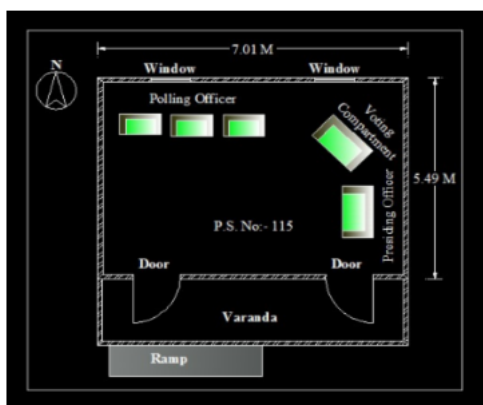 7.01 M
N
Window
Window
Polling Officer
Voting
Compartment
5.49 M
Presiding Officer
P.S. No:- 115
Door
Door
Varanda
Ramp